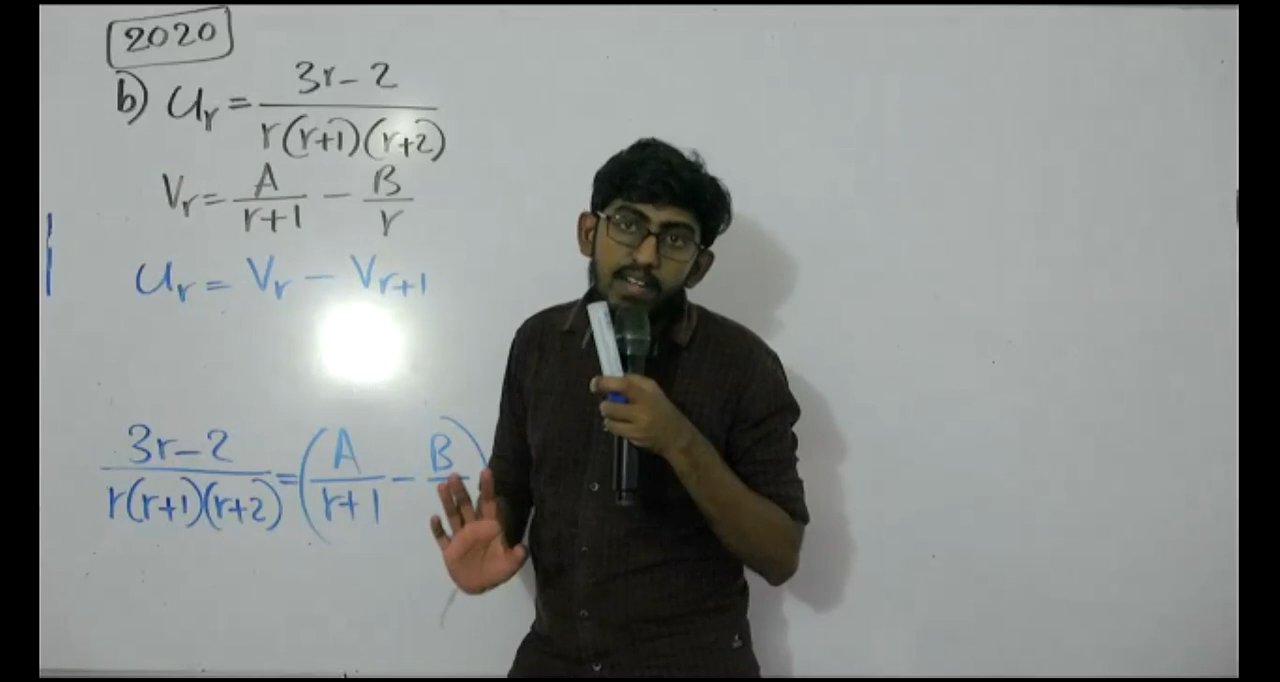 2020
b) Ur = 3r-2 / r(r+1)(r+2)
Vr = A / r+1 - B / r
Ur = Vr - Vr+1
3r-2 / r(r+1)(r+2) = (A / r+1 - B